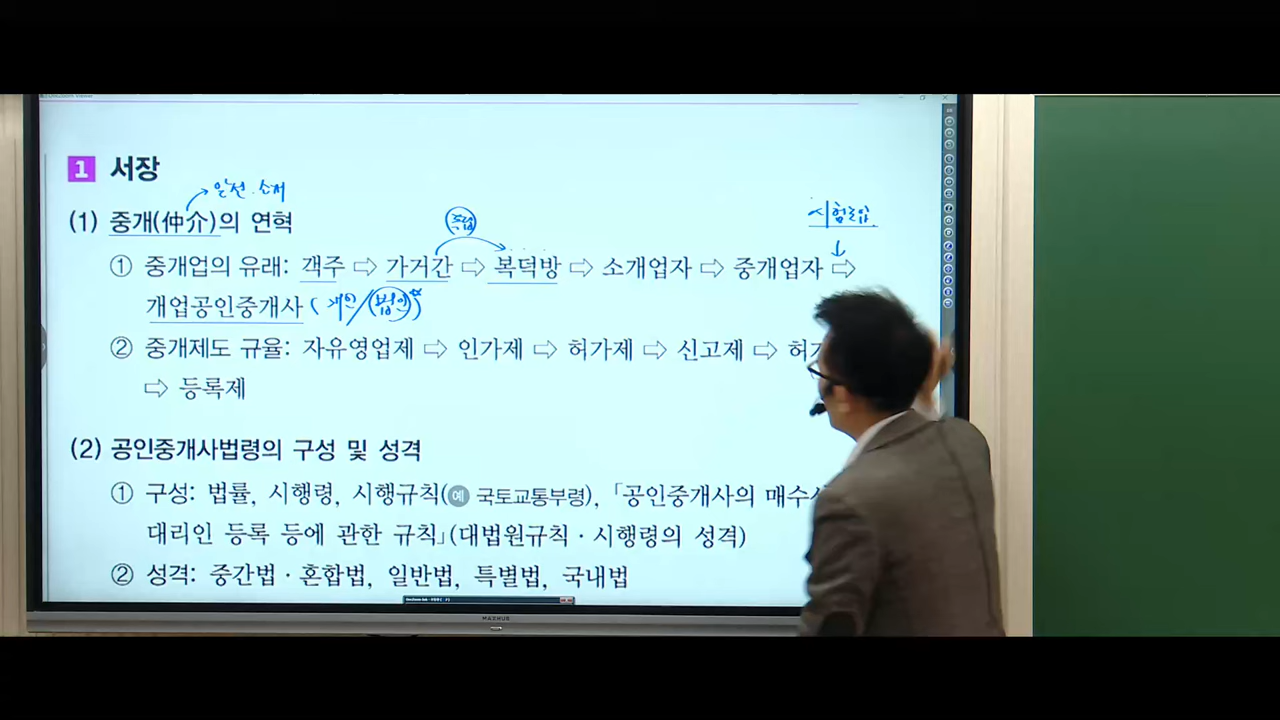 1 서장
알선·소개
(1) 중개(仲介)의 연혁
시험도입
① 중개업의 유래: 객주 ⇨ 가거간 ⇨ 복덕방 ⇨ 소개업자 ⇨ 중개업자 ⇨
개업공인중개사 (개인/법인)
② 중개제도 규율: 자유영업제 ⇨ 인가제 ⇨ 허가제 ⇨ 신고제 ⇨ 허가
⇨ 등록제
(2) 공인중개사법령의 구성 및 성격
① 구성: 법률, 시행령, 시행규칙(예 국토교통부령), 「공인중개사의 매수
대리인 등록 등에 관한 규칙」(대법원규칙·시행령의 성격)
② 성격: 중간법·혼합법, 일반법, 특별법, 국내법
MAXHUB